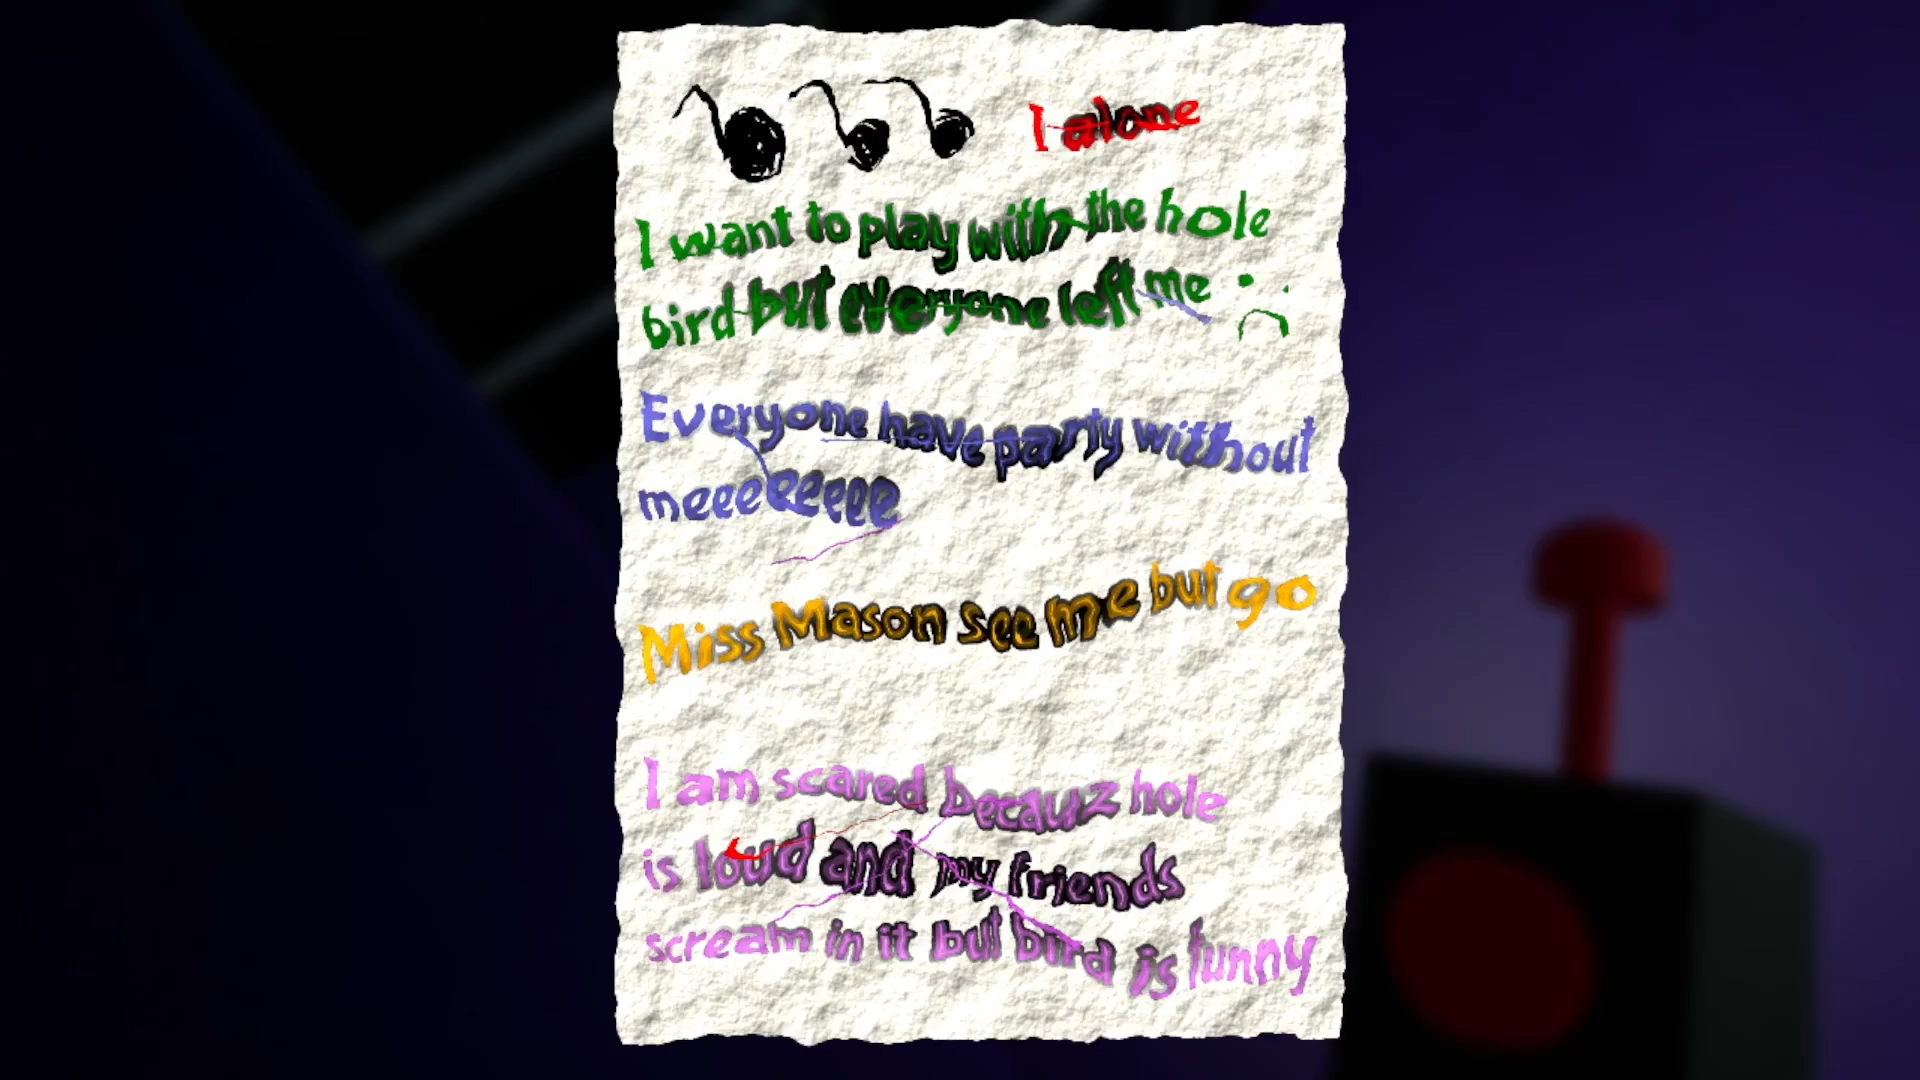 I alone
I want to play with the hole
bird but everyone left me :(
Everyone have party without
meeeeeeee
Miss Mason see me but go
I am scared becauz hole
is loud and my friends
scream in it but bird is funny